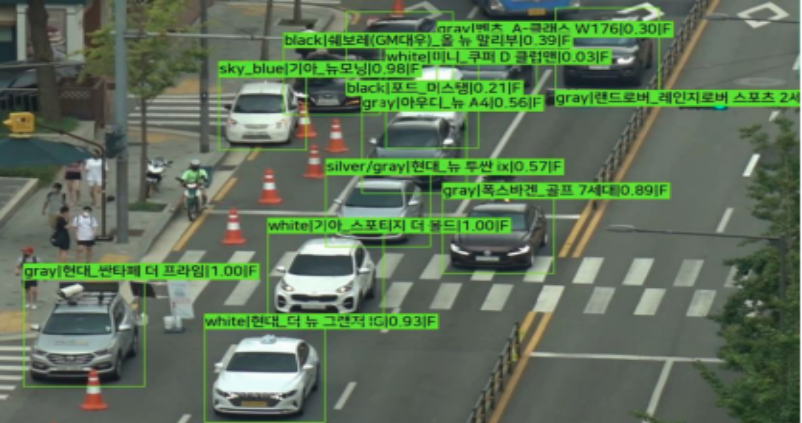 gray|벤츠_A-클래스 W176|0.30|F
black|쉐보레(GM대우)_올 뉴 말리부|0.39|F
white|미니_쿠퍼 D 클럽맨|0.03|F
sky_blue|기아_뉴모닝|0.98|F
black|포드_머스탱|0.21|F
gray|아우디_뉴 A4|0.56|F
gray|랜드로버_레인지로버 스포츠 2세
silver/gray|현대_뉴 투싼 ix|0.57|F
gray|폭스바겐_골프 7세대|0.89|F
white|기아_스포티지 더 볼드|1.00|F
gray|현대_싼타페 더 프라임|1.00|F
white|현대_더 뉴 그랜저 IG|0.93|F